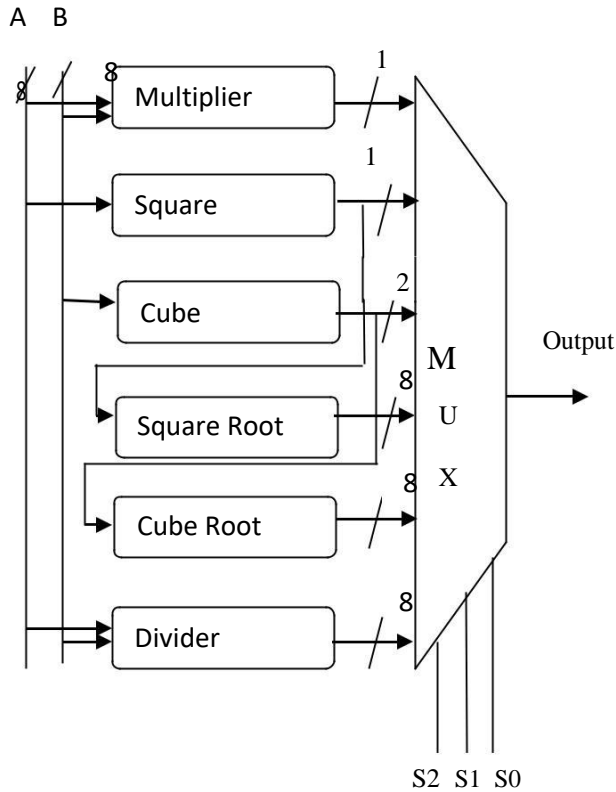 A B
8 8
Multiplier
1
Square
1
Cube
2
Square Root
8
Cube Root
8
Divider
8
M
U
X
Output
S2 S1 S0